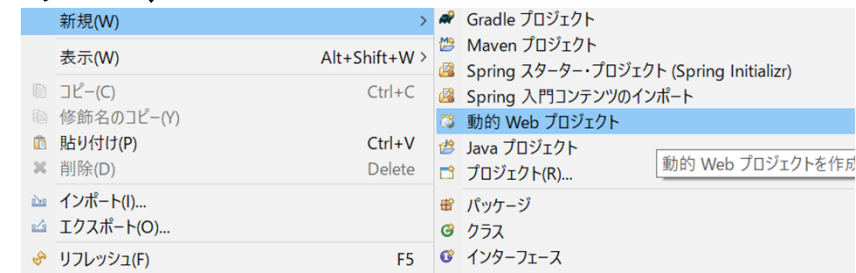 新規(W) >
表示(W) Alt+Shift+W >
コピー(C) Ctrl+C
修飾名のコピー(Y)
貼り付け(P) Ctrl+V
削除(D) Delete
インポート(I)...
エクスポート(O)...
リフレッシュ(F) F5
Gradle プロジェクト
Maven プロジェクト
Spring スターター・プロジェクト (Spring Initializr)
Spring 入門コンテンツのインポート
動的 Web プロジェクト
Java プロジェクト
プロジェクト(R)...
動的 Web プロジェクトを作成
パッケージ
クラス
インターフェース